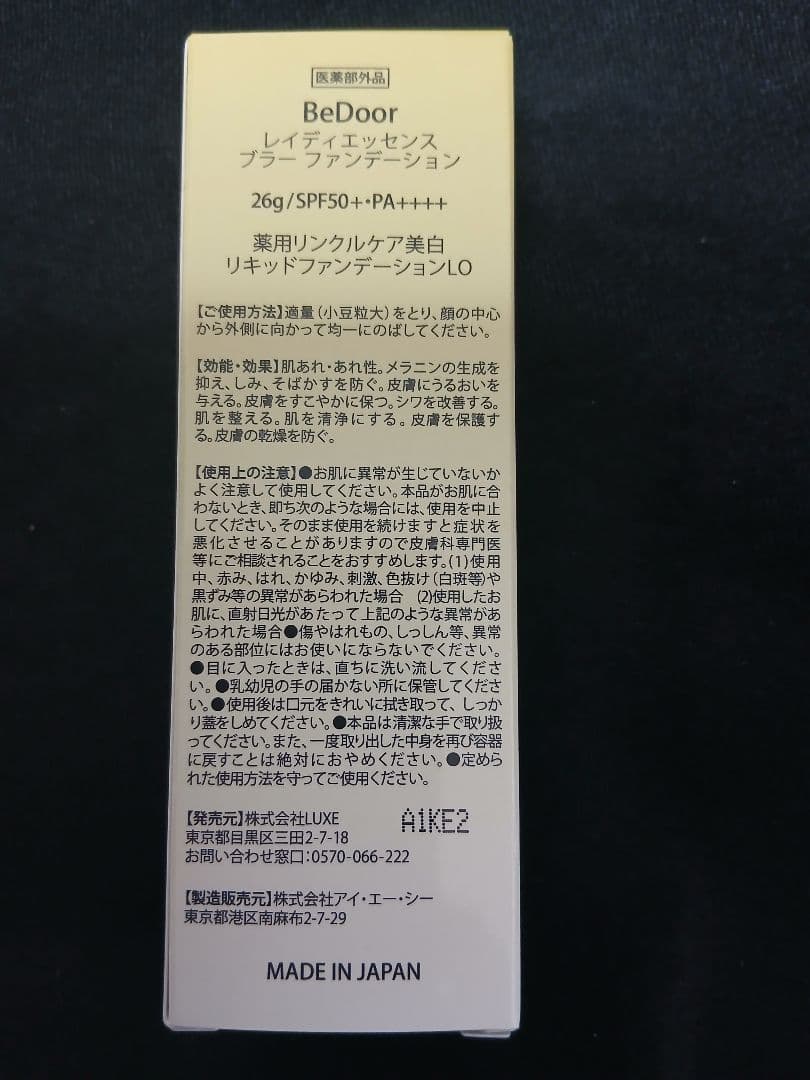 医薬部外品
BeDoor
レイディエッセンス
ブラー ファンデーション
26g/SPF50+・PA++++
薬用リンクルケア美白
リキッドファンデーションLO
【ご使用方法】適量(小豆粒大)をとり、顔の中心
から外側に向かって均一にのばしてください。
【効能・効果】肌あれ・あれ性。メラニンの生成を
抑え、しみ、そばかすを防ぐ。皮膚にうるおいを
与える。皮膚をすこやかに保つ。シワを改善する。
肌を整える。肌を清浄にする。皮膚を保護す
る。皮膚の乾燥を防ぐ。
【使用上の注意】●お肌に異常が生じていないか
よく注意して使用してください。本品がお肌に合
わないとき、即ち次のような場合には、使用を中止
してください。そのまま使用を続けますと症状を
悪化させることがありますので皮膚科専門医
等にご相談されることをおすすめします。(1)使用
中、赤み、はれ、かゆみ、刺激、色抜け(白斑等)や
黒ずみ等の異常があらわれた場合 (2)使用したお
肌に、直射日光があたって上記のような異常があ
らわれた場合●傷やはれもの、しっしん等、異常
のある部位にはお使いにならないでください。
●目に入ったときは、直ちに洗い流してくださ
い。●乳幼児の手の届かない所に保管してくださ
い。●使用後は口元をきれいに拭き取って、しっか
り蓋をしめてください。●本品は清潔な手で取り扱
ってください。また、一度取り出した中身を再び容器
に戻すことは絶対におやめください。●定めら
れた使用方法を守ってご使用ください。
【発売元】株式会社LUXE
A1KE2
東京都目黒区三田2-7-18
お問い合わせ窓口:0570-066-222
【製造販売元】株式会社アイ・エー・シー
東京都港区南麻布2-7-29
MADE IN JAPAN